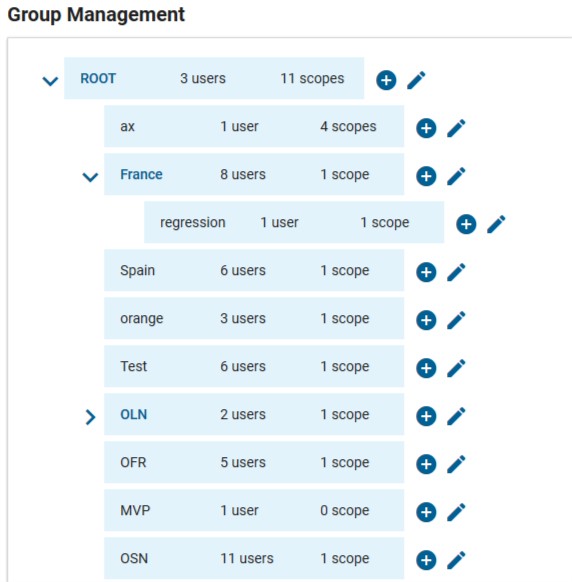 Group Management
ROOT 3 users 11 scopes
ax 1 user 4 scopes
France 8 users 1 scope
regression 1 user 1 scope
Spain 6 users 1 scope
orange 3 users 1 scope
Test 6 users 1 scope
OLN 2 users 1 scope
OFR 5 users 1 scope
MVP 1 user 0 scope
OSN 11 users 1 scope